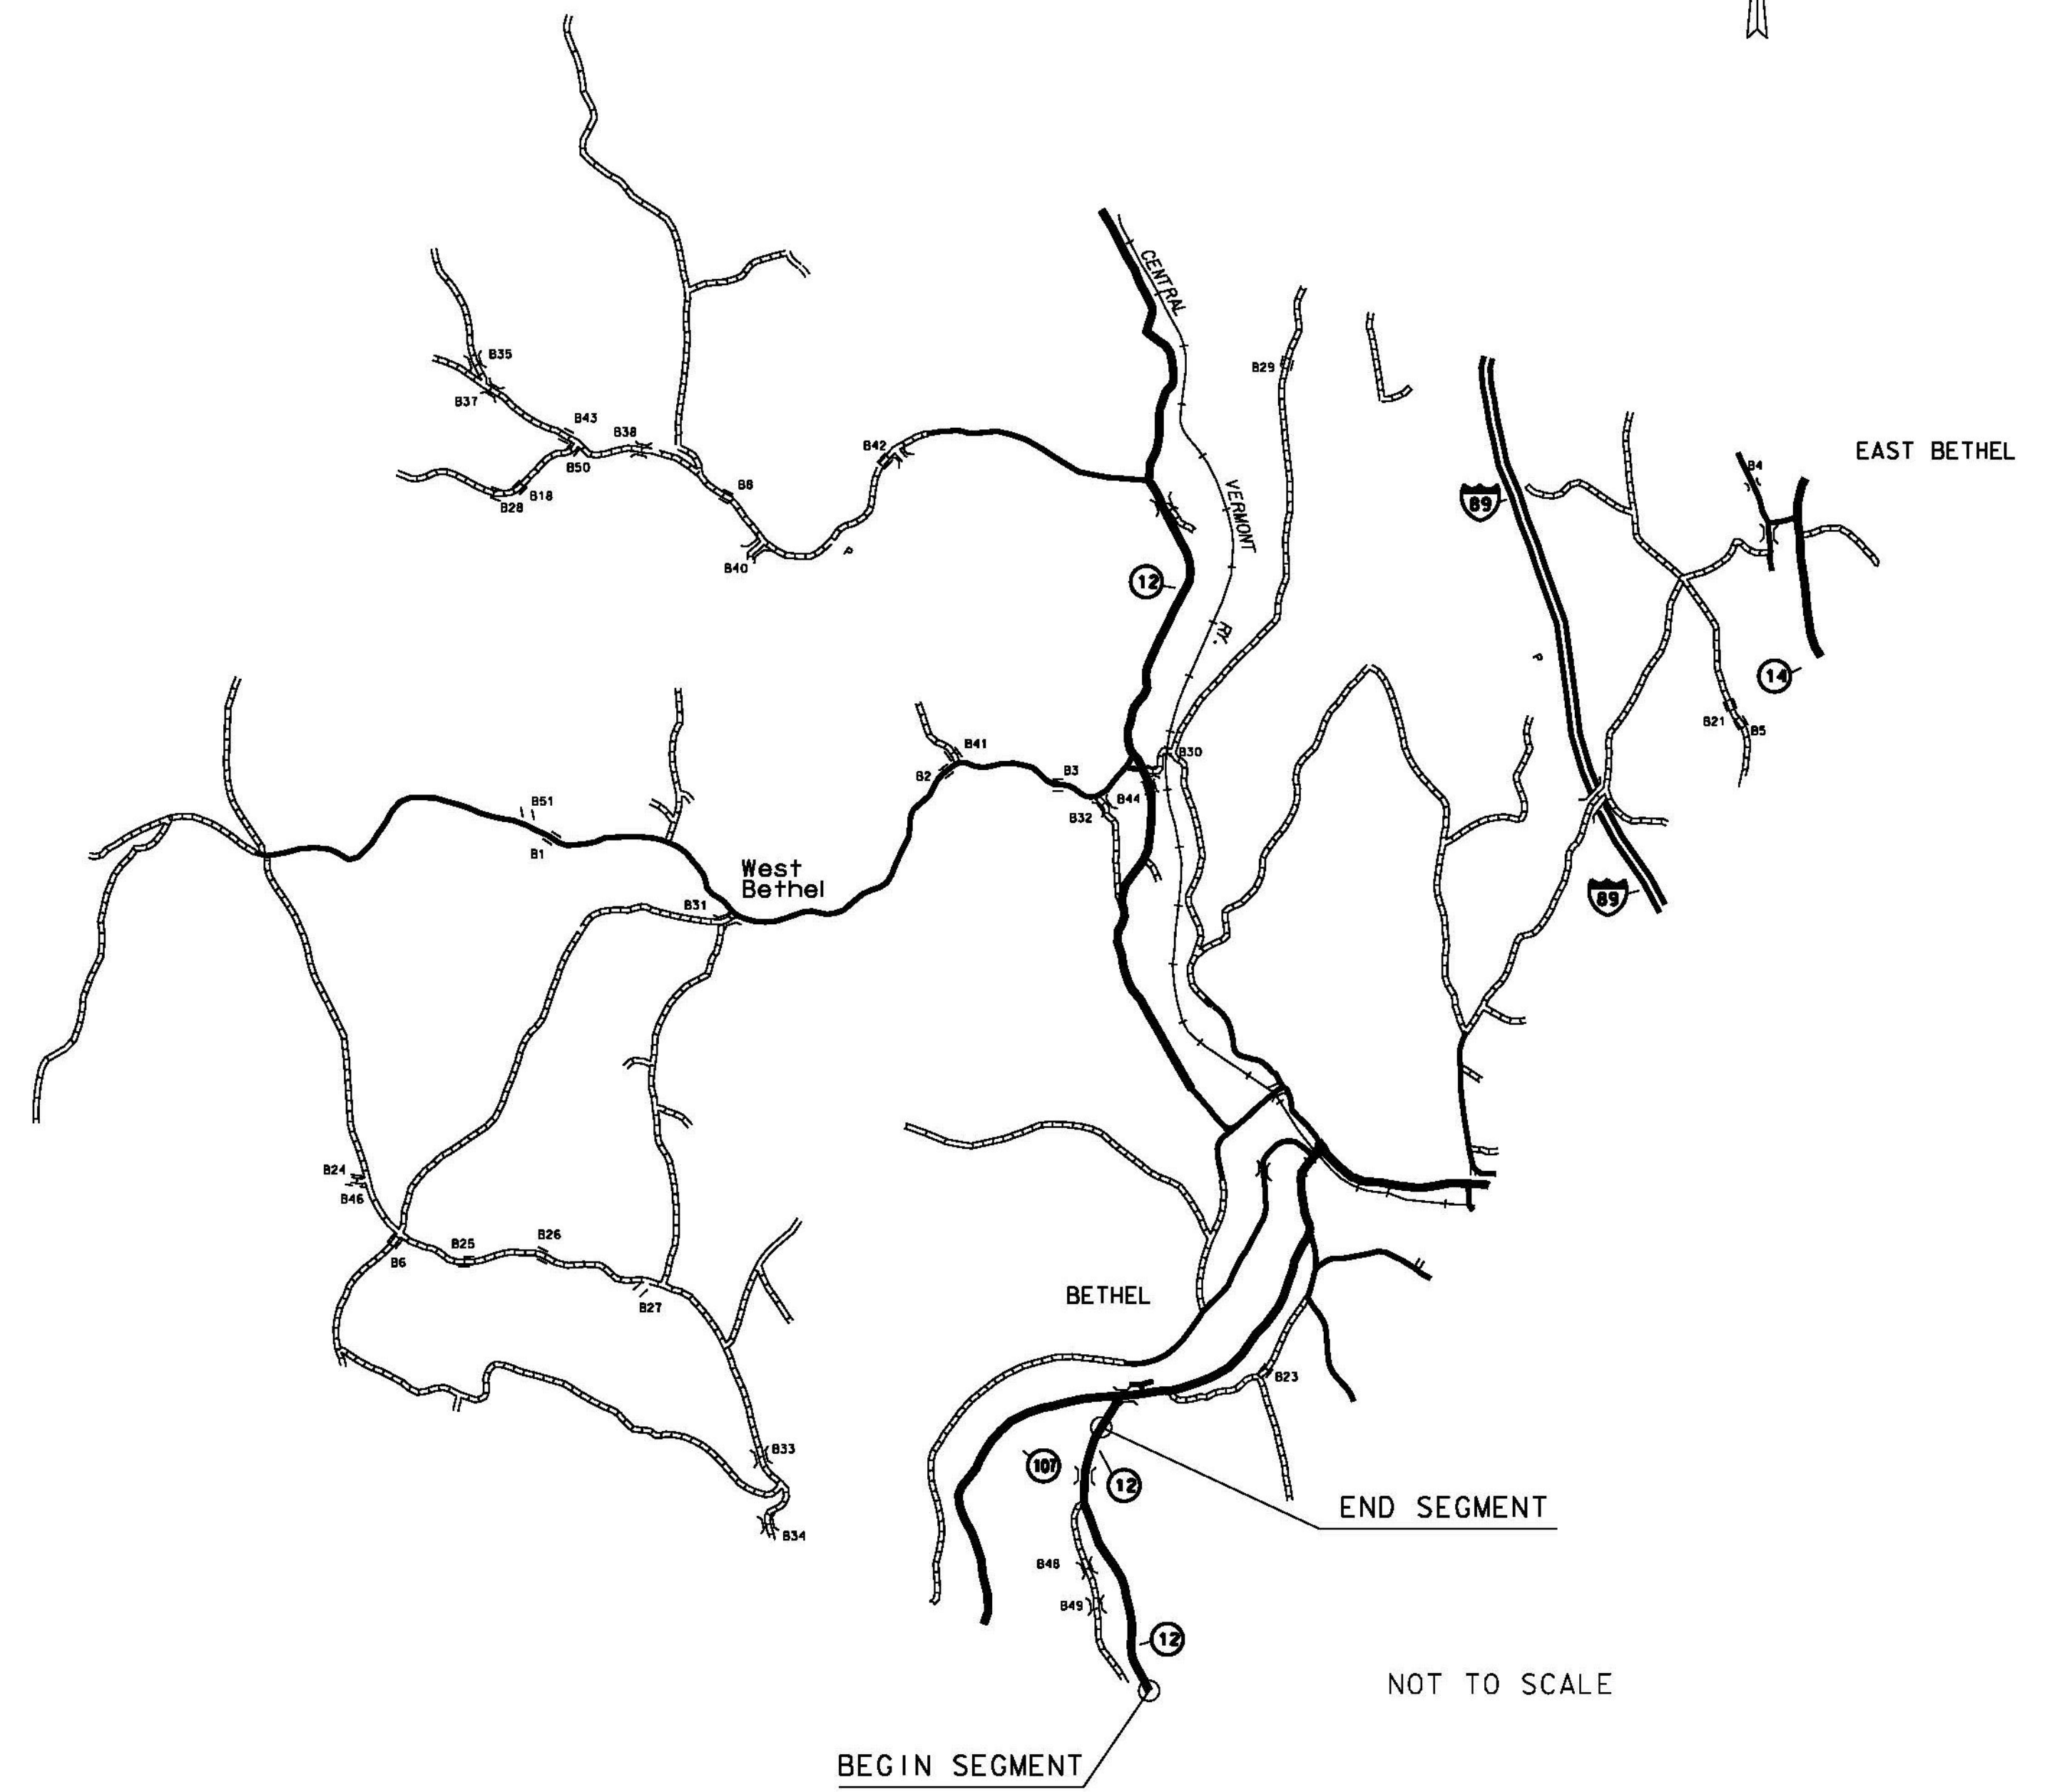 CENTRAL
B35
B29
B37
B43
B38
B42
EAST BETHEL
B4
B50
B8
B18
B28
89
VERMONT
P
B40
12
RY.
P
14
B21
B5
B41
B30
B2
B3
B51
B44
B32
B1
West
Bethel
89
B31
B24
B46
B26
B25
B6
B27
BETHEL
B23
B33
107
12
END SEGMENT
B34
B48
B49
12
NOT TO SCALE
BEGIN SEGMENT